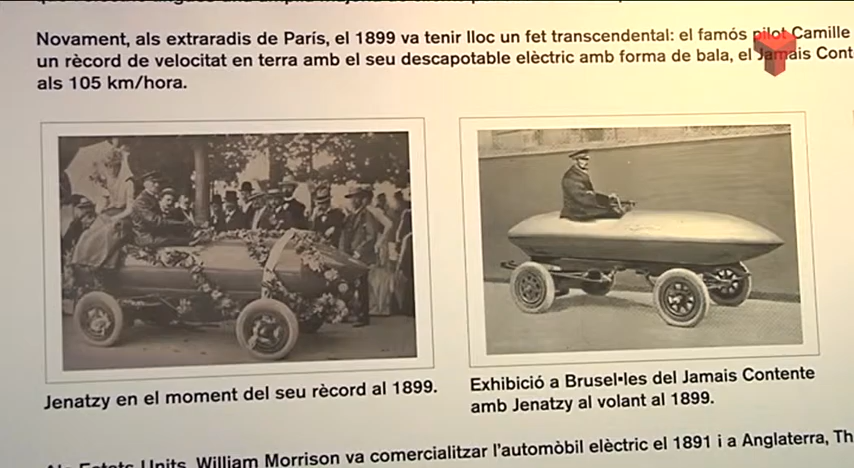 Novament, als extraradis de París, el 1899 va tenir lloc un fet transcendental: el famós pilot Camille
un rècord de velocitat en terra amb el seu descapotable elèctric amb forma de bala, el Jamais Cont
als 105 km/hora.
Jenatzy en el moment del seu rècord al 1899.
Exhibició a Brusel•les del Jamais Contente
amb Jenatzy al volant al 1899.
Als Estats Units, William Morrison va comercialitzar l'automòbil elèctric el 1891 i a Anglaterra, Th